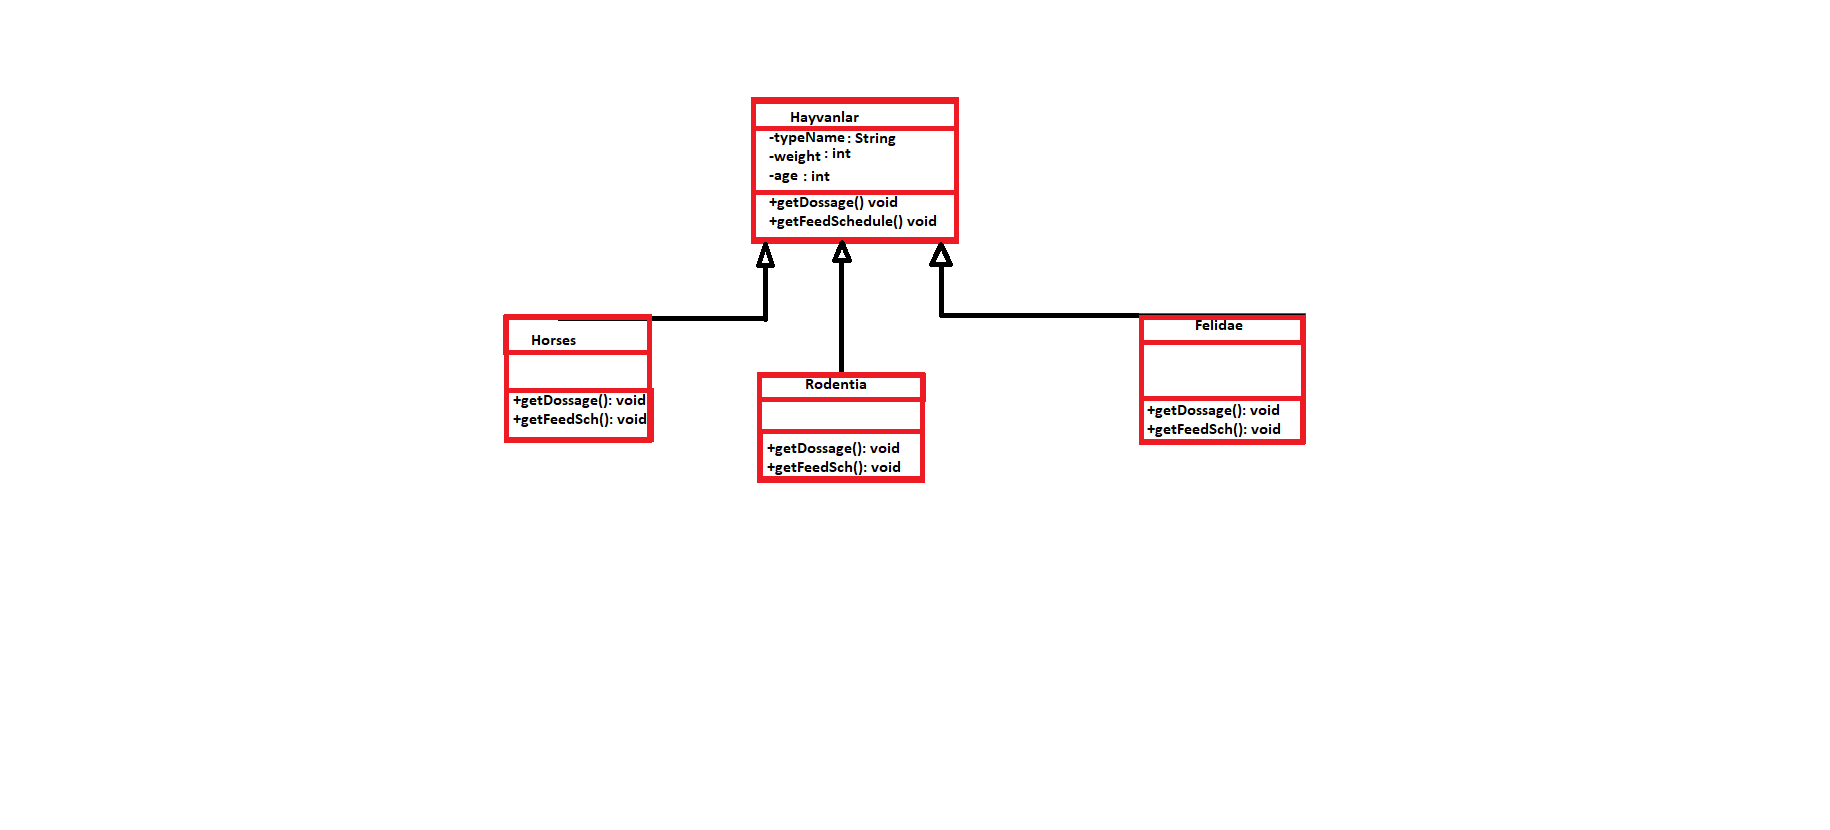 Hayvanlar
-typeName : String
-weight : int
-age : int
+getDossage() void
+getFeedSchedule() void
Horses
+getDossage(): void
+getFeedSch(): void
Rodentia
+getDossage(): void
+getFeedSch(): void
Felidae
+getDossage(): void
+getFeedSch(): void